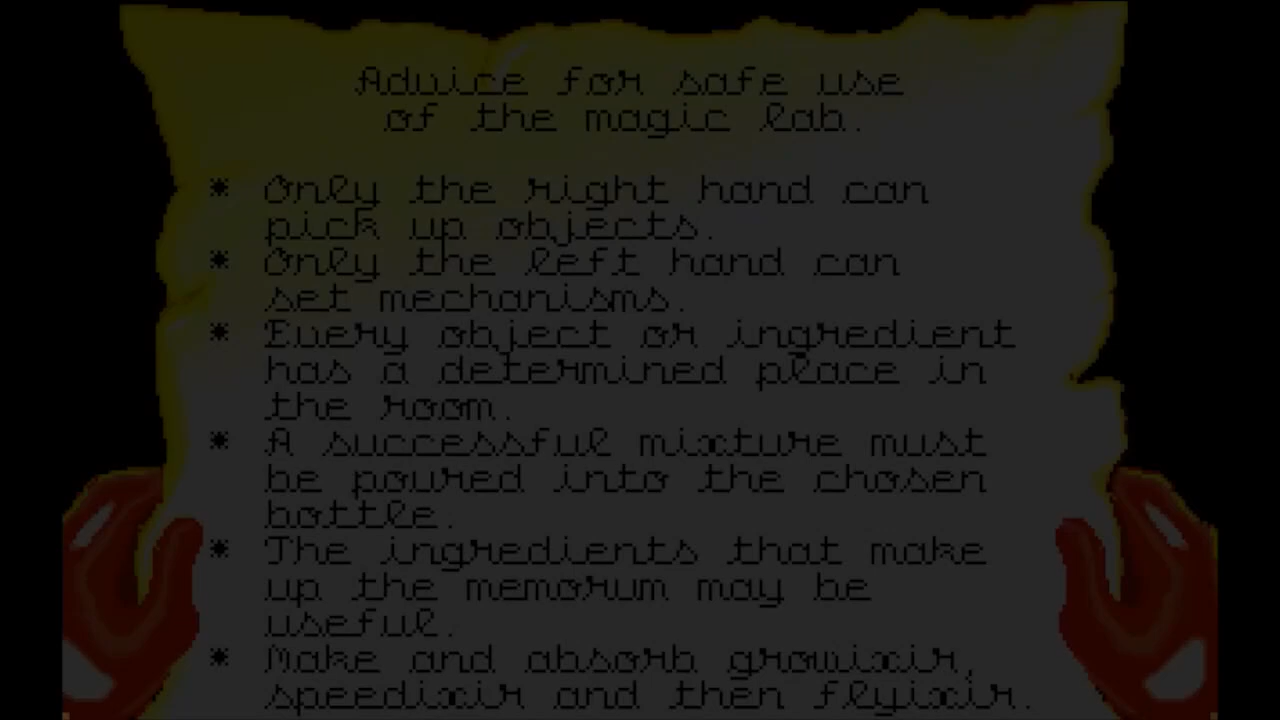 Advice for safe use
of the magic lab.
* Only the right hand can
pick up objects.
* Only the left hand can
set mechanisms.
* Every object or ingredient
has a determined place in
the room.
* A successful mixture must
be poured into the chosen
bottle.
* The ingredients that make
up the memorum may be
useful.
* Make and absorb growixir,
speedixir and then flyixir.